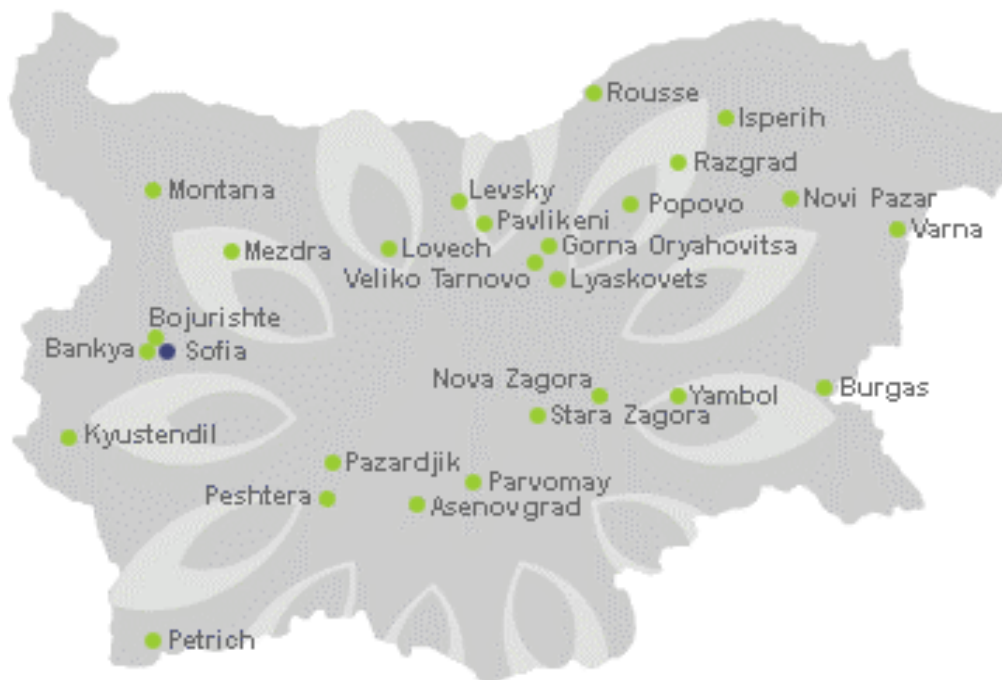 Rousse
Isperih
Razgrad
Montana
Levsky
Popovo
Novi Pazar
Pavlikeni
Varna
Mezdra
Lovech
Gorna Oryahovitsa
Veliko Tarnovo
Lyaskovets
Bojurishte
Bankya
Sofia
Nova Zagora
Yambol
Burgas
Stara Zagora
Kyustendil
Pazardjik
Parvomay
Peshtera
Asenovgrad
Petrich